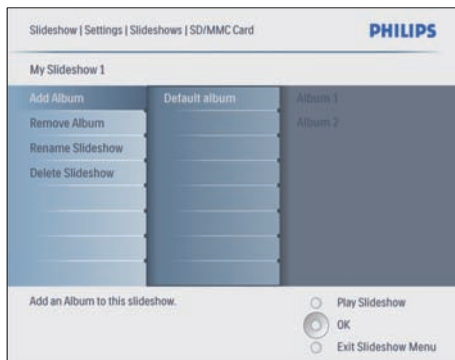 Slideshow | Settings | Slideshows | SD/MMC Card
PHILIPS
My Slideshow 1
Add Album
Default album
Album 1
Remove Album
Album 2
Rename Slideshow
Delete Slideshow
Add an Album to this slideshow.
Play Slideshow
OK
Exit Slideshow Menu